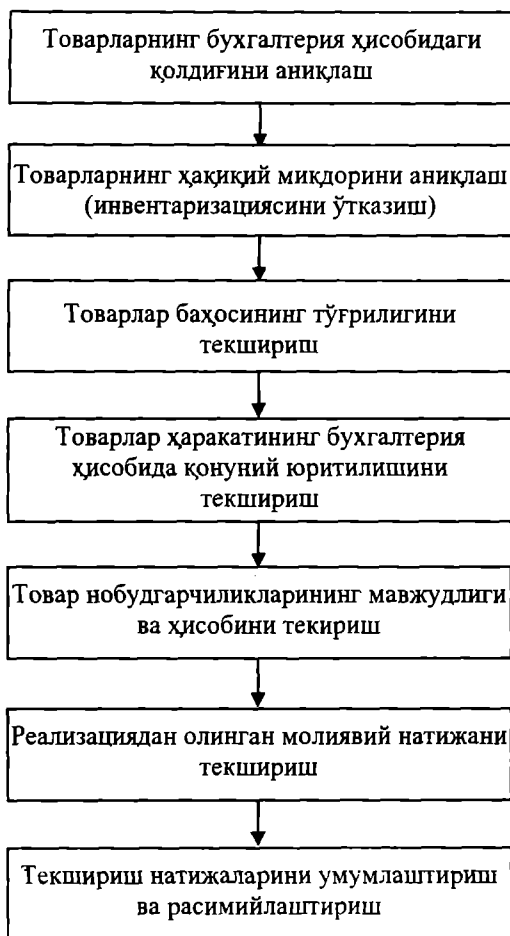 Товарларнинг бухгалтерия ҳисобидаги
қолдиғини аниқлаш
Товарларнинг ҳақиқий миқдорини аниқлаш
(инвентаризациясини ўтказиш)
Товарлар баҳосининг тўғрилигини
текшириш
Товарлар ҳаракатининг бухгалтерия
ҳисобида қонуний юритилишини
текшириш
Товар нобудгарчиликларининг мавжудлиги
ва ҳисобини текириш
Реализациядан олинган молиявий натижани
текшириш
Текшириш натижаларини умумлаштириш
ва расимийлаштириш